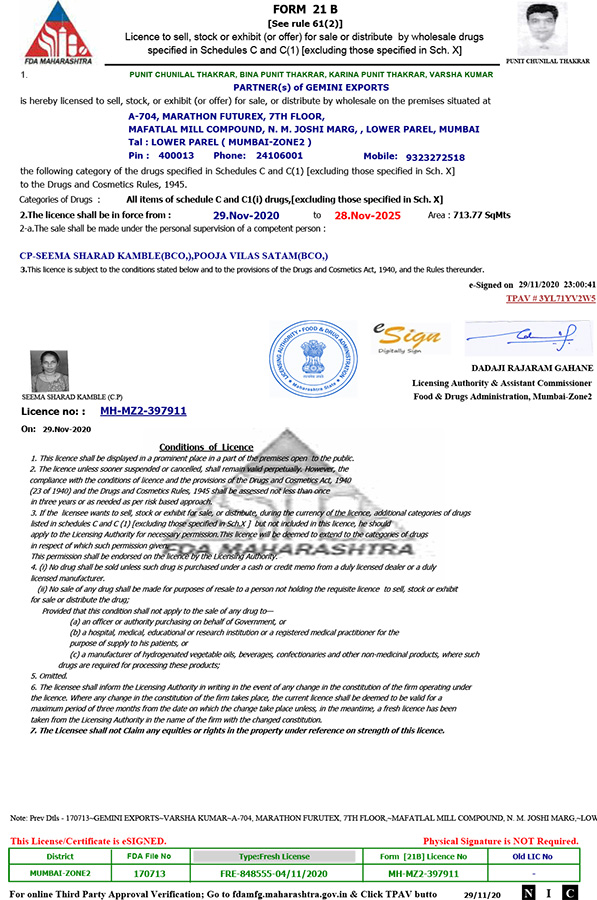 FORM 21 B
[See rule 61(2)]
Licence to sell, stock or exhibit (or offer) for sale or distribute by wholesale drugs
specified in Schedules C and C(1) [excluding those specified in Sch. X]
FDA MAHARASHTRA
PUNIT CHUNILAL THAKRAR
1. PUNIT CHUNILAL THAKRAR, BINA PUNIT THAKRAR, KARINA PUNIT THAKRAR, VARSHA KUMAR
PARTNER(s) of GEMINI EXPORTS
is hereby licensed to sell, stock, or exhibit (or offer) for sale, or distribute by wholesale on the premises situated at
A-704, MARATHON FUTUREX, 7TH FLOOR,
MAFATLAL MILL COMPOUND, N. M. JOSHI MARG, , LOWER PAREL, MUMBAI
Tal : LOWER PAREL ( MUMBAI-ZONE2 )
Pin : 400013 Phone: 24106001 Mobile: 9323272518
the following category of the drugs specified in Schedules C and C(1) [excluding those specified in Sch. X]
to the Drugs and Cosmetics Rules, 1945.
Categories of Drugs : All items of schedule C and C1(i) drugs,[excluding those specified in Sch. X]
2.The licence shall be in force from : 29.Nov-2020 to 28.Nov-2025 Area : 713.77 SqMts
2-a.The sale shall be made under the personal supervision of a competent person :
CP-SEEMA SHARAD KAMBLE(BCO,),POOJA VILAS SATAM(BCO,)
3.This licence is subject to the conditions stated below and to the provisions of the Drugs and Cosmetics Act, 1940, and the Rules thereunder.
e-Signed on 29/11/2020 23:00:41
TPAV # 3YL71YV2W5
LICENSING AUTHORITY • FOOD & DRUG ADMINISTRATION
Maharashtra State
eSign
Digitally Sign
DADAJI RAJARAM GAHANE
Licensing Authority & Assistant Commissioner
Food & Drugs Administration, Mumbai-Zone2
SEEMA SHARAD KAMBLE (C.P)
Licence no: : MH-MZ2-397911
On: 29.Nov-2020
Conditions of Licence
1. This licence shall be displayed in a prominent place in a part of the premises open to the public.
2. The licence unless sooner suspended or cancelled, shall remain valid perpetually. However, the
compliance with the conditions of licence and the provisions of the Drugs and Cosmetics Act, 1940
(23 of 1940) and the Drugs and Cosmetics Rules, 1945 shall be assessed not less than once
in three years or as needed as per risk based approach.
3. If the licensee wants to sell, stock or exhibit for sale, or distribute, during the currency of the licence, additional categories of drugs
listed in schedules C and C (1) [excluding those specified in Sch.X ] but not included in this licence, he should
apply to the Licensing Authority for necessary permission.This licence will be deemed to extend to the categories of drugs
in respect of which such permission given.
This permission shall be endorsed on the licence by the Licensing Authority.
FDA MAHARASHTRA
4. (i) No drug shall be sold unless such drug is purchased under a cash or credit memo from a duly licensed dealer or a duly
licensed manufacturer.
(ii) No sale of any drug shall be made for purposes of resale to a person not holding the requisite licence to sell, stock or exhibit
for sale or distribute the drug;
Provided that this condition shall not apply to the sale of any drug to—
(a) an officer or authority purchasing on behalf of Government, or
(b) a hospital, medical, educational or research institution or a registered medical practitioner for the
purpose of supply to his patients, or
(c) a manufacturer of hydrogenated vegetable oils, beverages, confectionaries and other non-medicinal products, where such
drugs are required for processing these products;
5. Omitted.
6. The licensee shall inform the Licensing Authority in writing in the event of any change in the constitution of the firm operating under
the licence. Where any change in the constitution of the firm takes place, the current licence shall be deemed to be valid for a
maximum period of three months from the date on which the change take place unless, in the meantime, a fresh licence has been
taken from the Licensing Authority in the name of the firm with the changed constitution.
7. The Licensee shall not Claim any equities or rights in the property under reference on strength of this licence.
Note: Prev Dtls - 170713~GEMINI EXPORTS~VARSHA KUMAR~A-704, MARATHON FURUTEX, 7TH FLOOR,~MAFATLAL MILL COMPOUND, N. M. JOSHI MARG,~LOW
This License/Certificate is eSIGNED. Physical Signature is NOT Required.
District FDA File No Type:Fresh License Form [21B] Licence No Old LIC No
MUMBAI-ZONE2 170713 FRE-848555-04/11/2020 MH-MZ2-397911 -
For online Third Party Approval Verification; Go to fdamfg.maharashtra.gov.in & Click TPAV butto 29/11/20 N I C